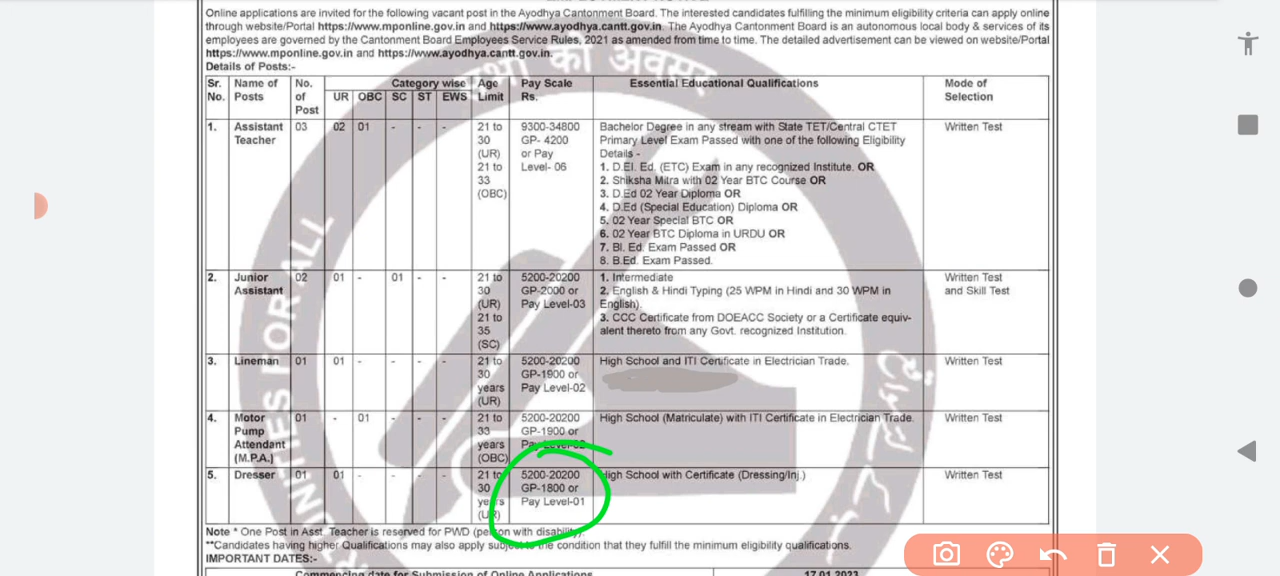 Online applications are invited for the following vacant post in the Ayodhya Cantonment Board. The interested candidates fulfilling the minimum eligibility criteria can apply online
through website/Portal https://www.mponline.gov.in and https://www.ayodhya.cantt.gov.in. The Ayodhya Cantonment Board is an autonomous local body & services of its
employees are governed by the Cantonment Board Employees Service Rules, 2021 as amended from time to time. The detailed advertisement can be viewed on website/Portal
https://www.mponline.gov.in and https://www.ayodhya.cantt.gov.in.
Details of Posts:-
Sr.
No.
Name of
Posts
No.
of
Post
Category wise
UR
OBC
SC
ST
EWS
Age
Limit
Pay Scale
Rs.
Essential Educational Qualifications
Mode of
Selection
1.
Assistant
Teacher
03
02
01
-
-
-
21 to
30
(UR)
21 to
33
(OBC)
9300-34800
GP- 4200
or Pay
Level- 06
Bachelor Degree in any stream with State TET/Central CTET
Primary Level Exam Passed with one of the following Eligibility
Details -
1. D.El. Ed. (ETC) Exam in any recognized Institute. OR
2. Shiksha Mitra with 02 Year BTC Course OR
3. D.Ed 02 Year Diploma OR
4. D.Ed (Special Education) Diploma OR
5. 02 Year Special BTC OR
6. 02 Year BTC Diploma in URDU OR
7. Bl. Ed. Exam Passed OR
8. B.Ed. Exam Passed.
Written Test
2.
Junior
Assistant
02
01
-
01
-
-
21 to
30
(UR)
21 to
35
(SC)
5200-20200
GP-2000 or
Pay Level-03
1. Intermediate
2. English & Hindi Typing (25 WPM in Hindi and 30 WPM in
English).
3. CCC Certificate from DOEACC Society or a Certificate equiv-
alent thereto from any Govt. recognized Institution.
Written Test
and Skill Test
3.
Lineman
01
01
-
-
-
-
21 to
30
years
(UR)
5200-20200
GP-1900 or
Pay Level-02
High School and ITI Certificate in Electrician Trade.
Written Test
4.
Motor
Pump
Attendant
(M.P.A.)
01
-
01
-
-
-
21 to
33
years
(OBC)
5200-20200
GP-1900 or
Pay Level-02
High School (Matriculate) with ITI Certificate in Electrician Trade.
Written Test
5.
Dresser
01
01
-
-
-
-
21 to
30
years
(UR)
5200-20200
GP-1800 or
Pay Level-01
High School with Certificate (Dressing/Inj.)
Written Test
Note * One Post in Asst. Teacher is reserved for PWD (person with disability).
**Candidates having higher Qualifications may also apply subject to the condition that they fulfill the minimum eligibility qualifications.
IMPORTANT DATES:-
Commencing date for Submission of Online Applications
17.01.2023
को अवसर
UNITIES FOR ALL